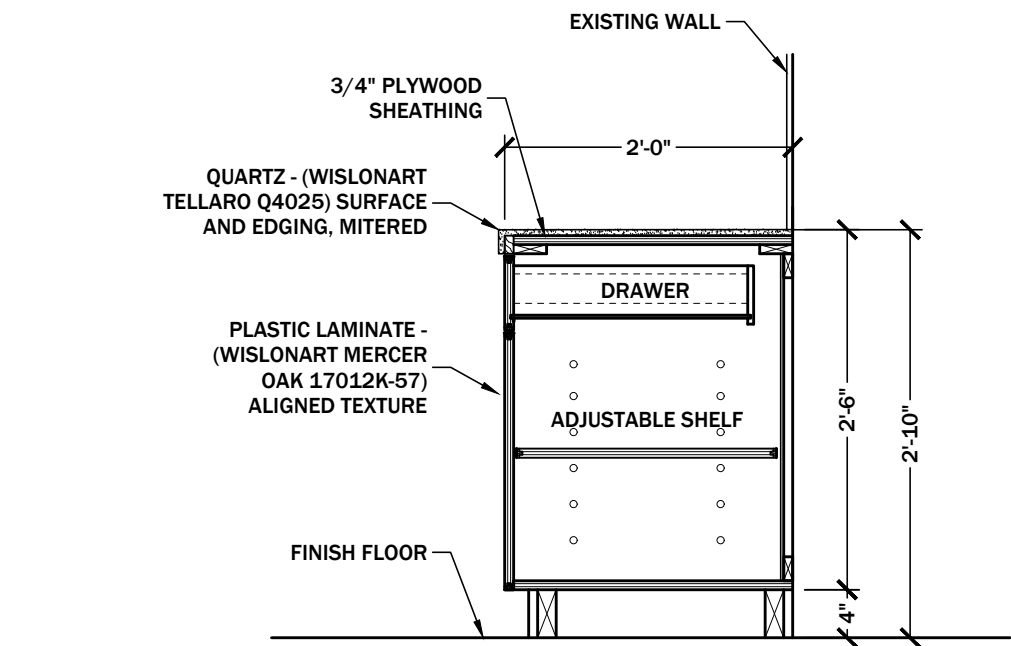 EXISTING WALL
3/4" PLYWOOD
SHEATHING
2'-0"
QUARTZ - (WISLONART
TELLARO Q4025) SURFACE
AND EDGING, MITERED
DRAWER
PLASTIC LAMINATE -
(WISLONART MERCER
OAK 17012K-57)
ALIGNED TEXTURE
ADJUSTABLE SHELF
2'-6"
2'-10"
FINISH FLOOR
4"